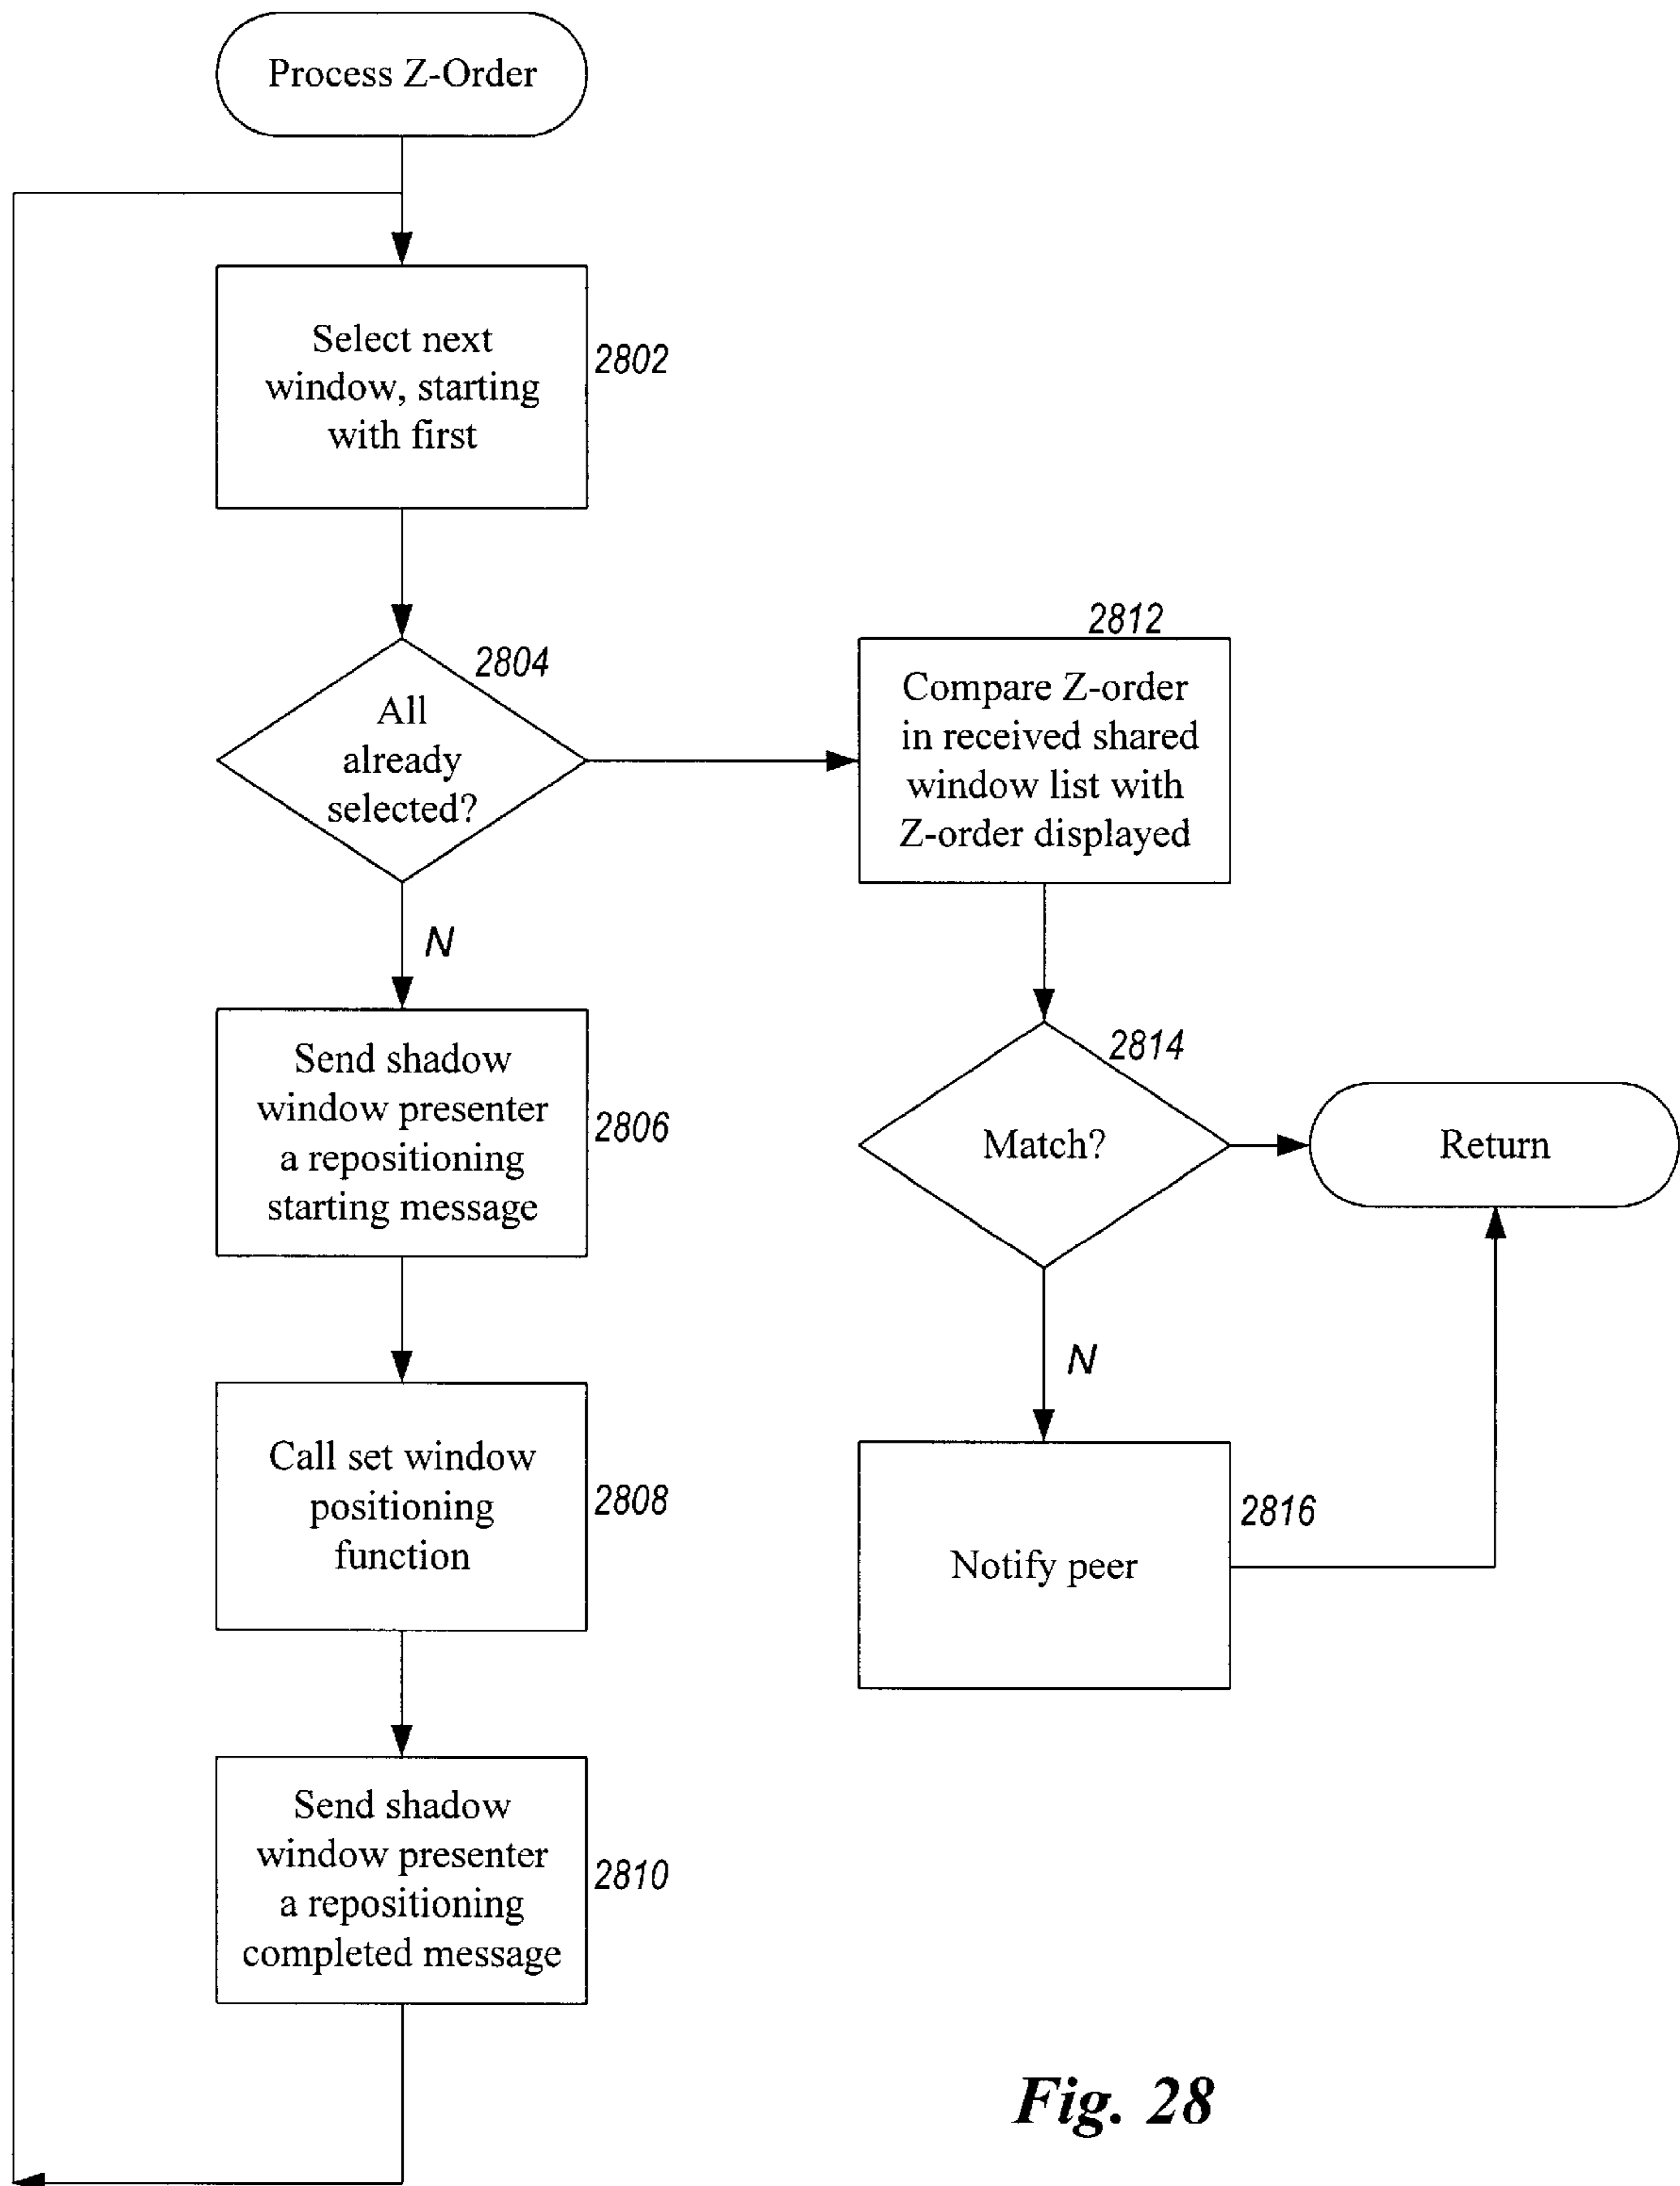 Process Z-Order
Select next
window, starting
with first
2802
2804
All
already
selected?
N
Send shadow
window presenter
a repositioning
starting message
2806
Call set window
positioning
function
2808
Send shadow
window presenter
a repositioning
completed message
2810
2812
Compare Z-order
in received shared
window list with
Z-order displayed
2814
Match?
Return
N
Notify peer
2816
Fig. 28